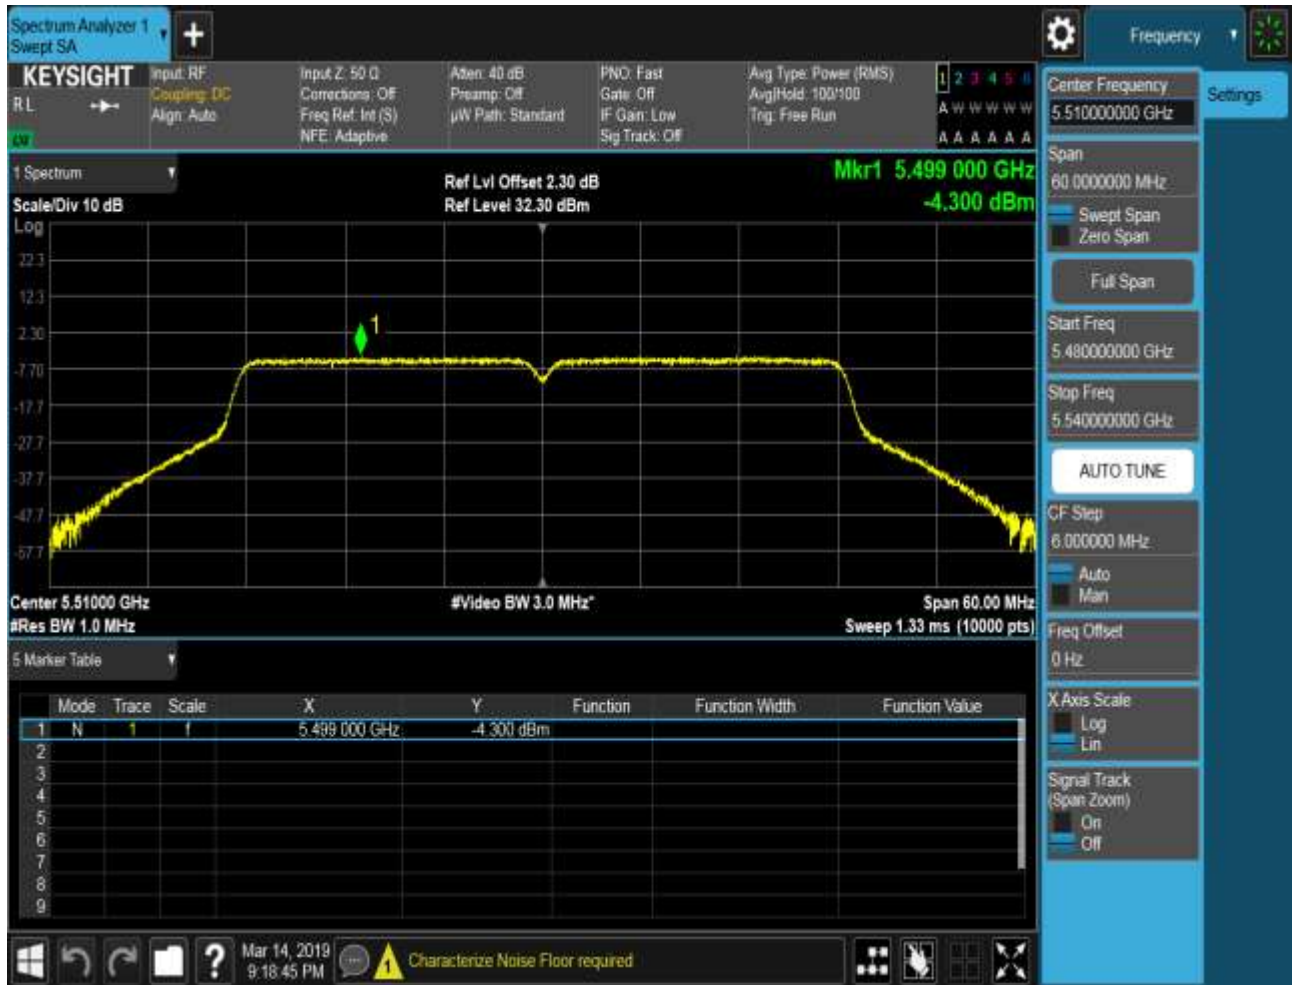 Spectrum Analyzer 1
Swept SA
+
Frequency
KEYSIGHT
RL
Input: RF
Coupling: DC
Align: Auto
Input Z: 50 Ω
Corrections: Off
Freq Ref: Int (S)
NFE: Adaptive
Atten: 40 dB
Preamp: Off
µW Path: Standard
PNO: Fast
Gate: Off
IF Gain: Low
Sig Track: Off
Avg Type: Power (RMS)
Avg|Hold: 100/100
Trig: Free Run
1 2 3 4 5 6
A W W W W W
A A A A A A
1 Spectrum
Scale/Div 10 dB
Ref Lvl Offset 2.30 dB
Ref Level 32.30 dBm
Mkr1 5.499 000 GHz
-4.300 dBm
Log
22.3
12.3
2.30
-7.70
-17.7
-27.7
-37.7
-47.7
-57.7
1
Center 5.51000 GHz
#Res BW 1.0 MHz
#Video BW 3.0 MHz*
Span 60.00 MHz
Sweep 1.33 ms (10000 pts)
5 Marker Table
Mode Trace Scale X Y Function Function Width Function Value
1 N 1 f 5.499 000 GHz -4.300 dBm
2
3
4
5
6
7
8
9
Mar 14, 2019
9:18:45 PM
?
1
Characterize Noise Floor required
Center Frequency
5.510000000 GHz
Settings
Span
60.0000000 MHz
Swept Span
Zero Span
Full Span
Start Freq
5.480000000 GHz
Stop Freq
5.540000000 GHz
AUTO TUNE
CF Step
6.000000 MHz
Auto
Man
Freq Offset
0 Hz
X Axis Scale
Log
Lin
Signal Track
(Span Zoom)
On
Off